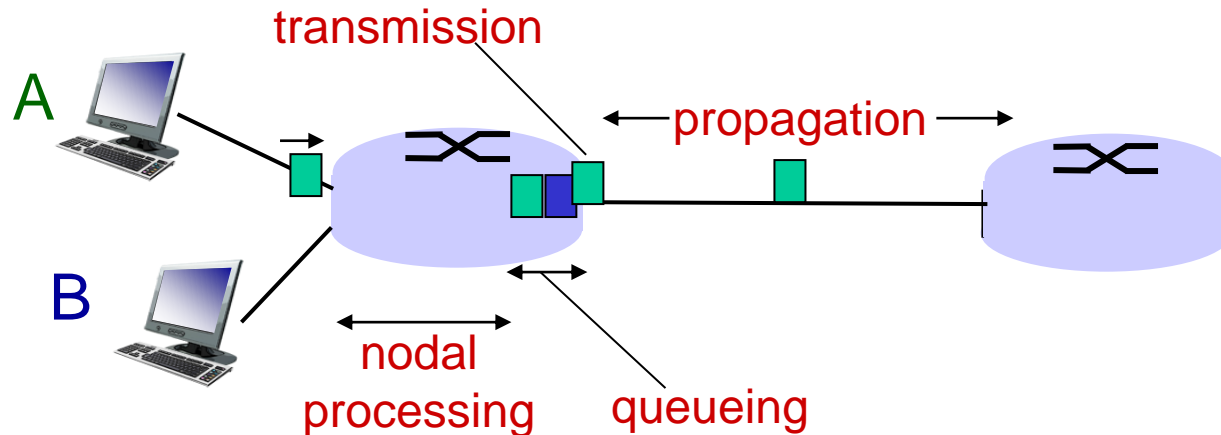 transmission
A
propagation
B
nodal
processing
queueing